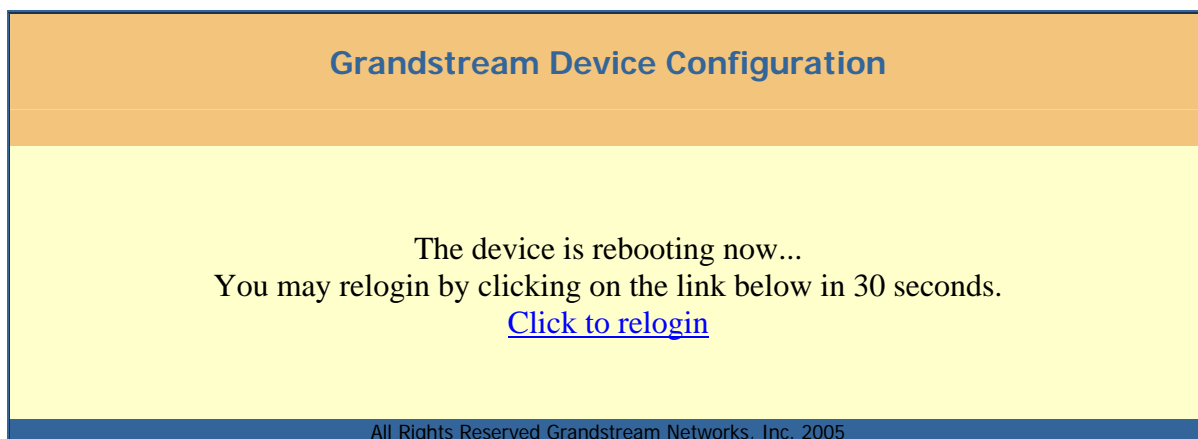 Grandstream Device Configuration
The device is rebooting now...
You may relogin by clicking on the link below in 30 seconds.
Click to relogin
All Rights Reserved Grandstream Networks, Inc. 2005